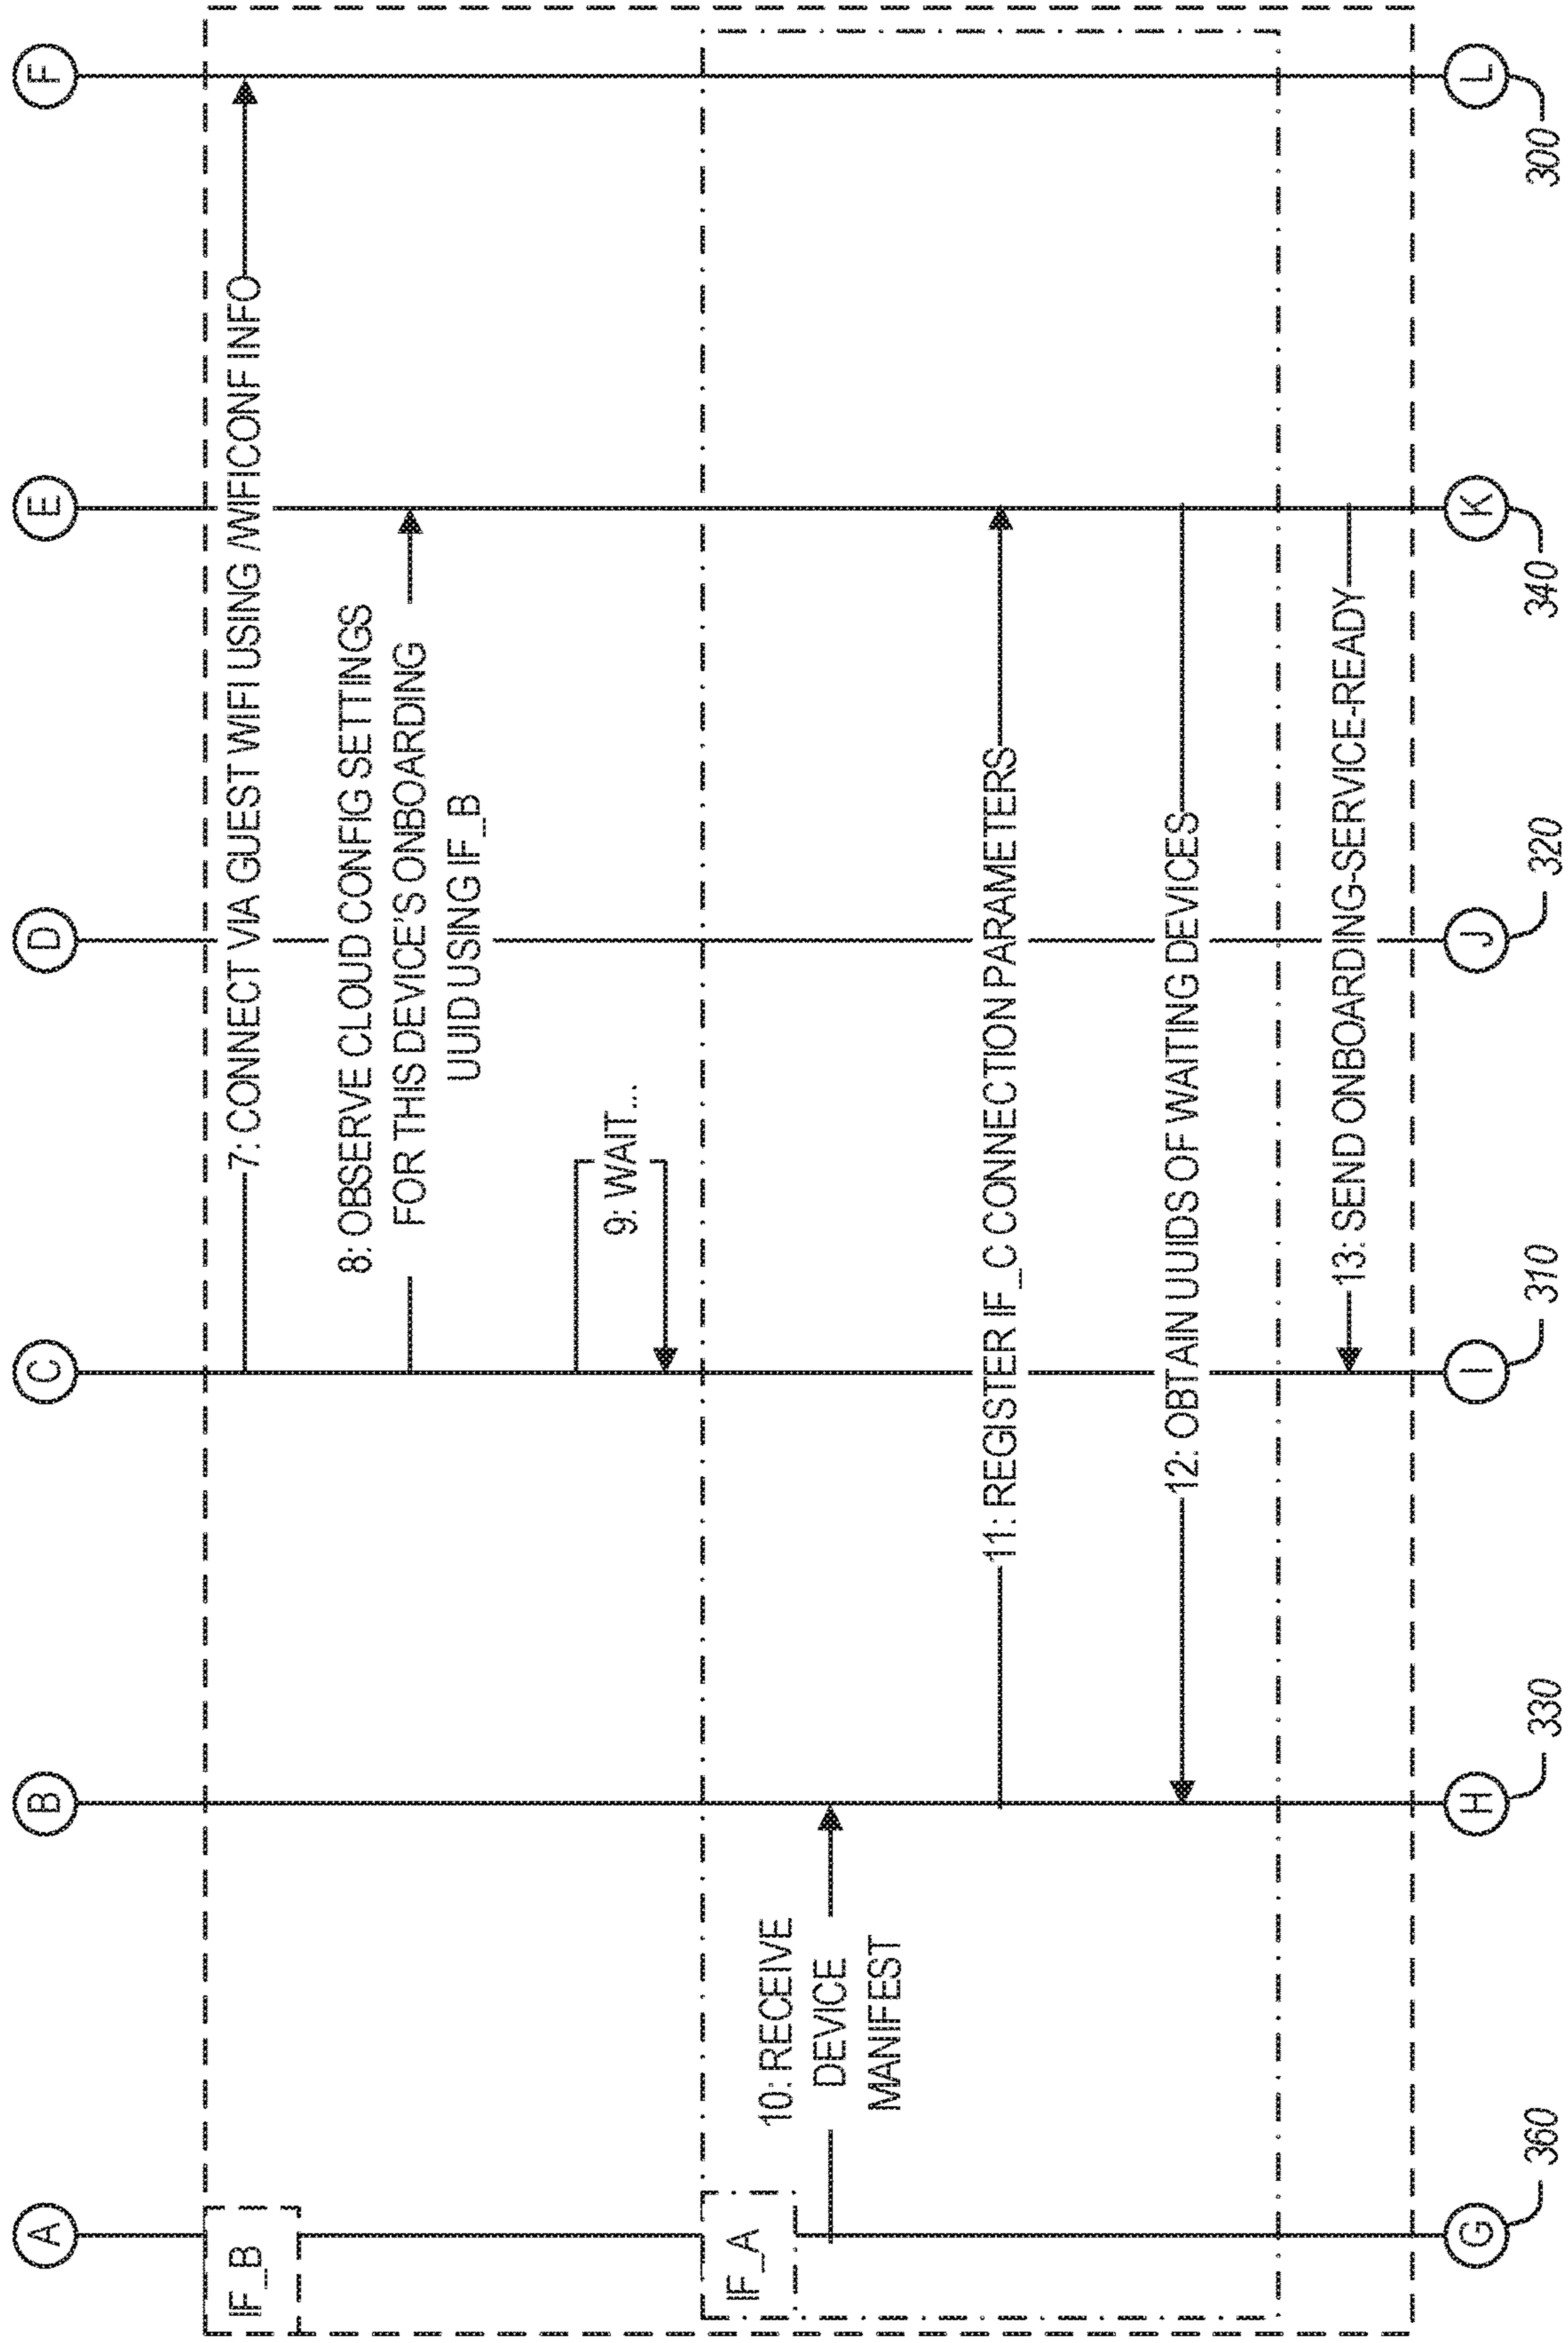 A
B
C
D
E
F
IF_B
7: CONNECT VIA GUEST WIFI USING /WIFICONF INFO
8: OBSERVE CLOUD CONFIG SETTINGS
FOR THIS DEVICE'S ONBOARDING
UUID USING IF_B
9: WAIT...
IF_A
10: RECEIVE
DEVICE
MANIFEST
11: REGISTER IF_C CONNECTION PARAMETERS
12: OBTAIN UUIDS OF WAITING DEVICES
13: SEND ONBOARDING-SERVICE-READY
G
H
I
J
K
L
360
330
310
320
340
300